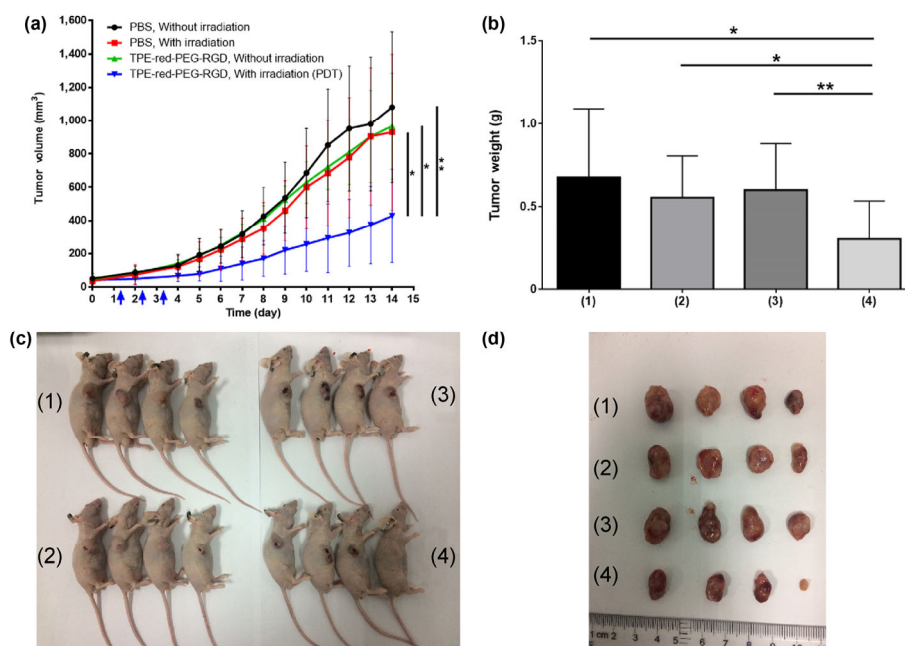 (a)
PBS, Without irradiation
PBS, With irradiation
TPE-red-PEG-RGD, Without irradiation
TPE-red-PEG-RGD, With irradiation (PDT)
Tumor volume (mm³)
1,600
1,400
1,200
1,000
800
600
400
200
0
0 1 2 3 4 5 6 7 8 9 10 11 12 13 14 15
Time (day)
* * **
(b)
Tumor weight (g)
1.5
1.0
0.5
0.0
*
*
**
(1) (2) (3) (4)
(c)
(1) (3)
(2) (4)
(d)
(1)
(2)
(3)
(4)
1 cm 2 3 4 5 6 7 8 9